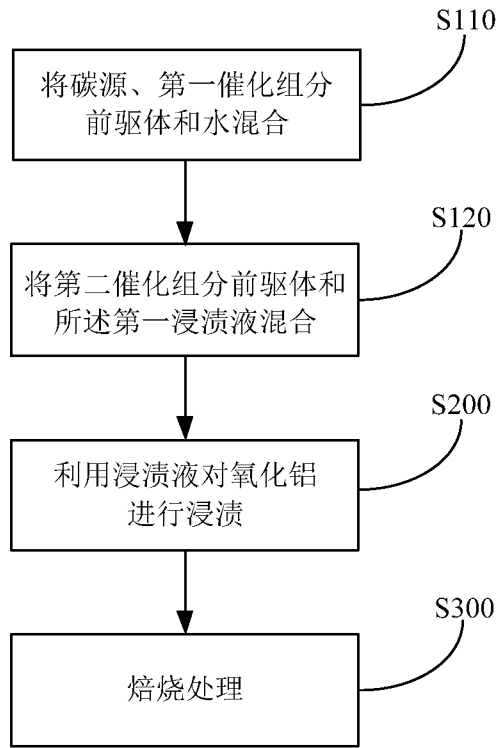 S110
将碳源、第一催化组分
前驱体和水混合
S120
将第二催化组分前驱体和
所述第一浸渍液混合
S200
利用浸渍液对氧化铝
进行浸渍
S300
焙烧处理